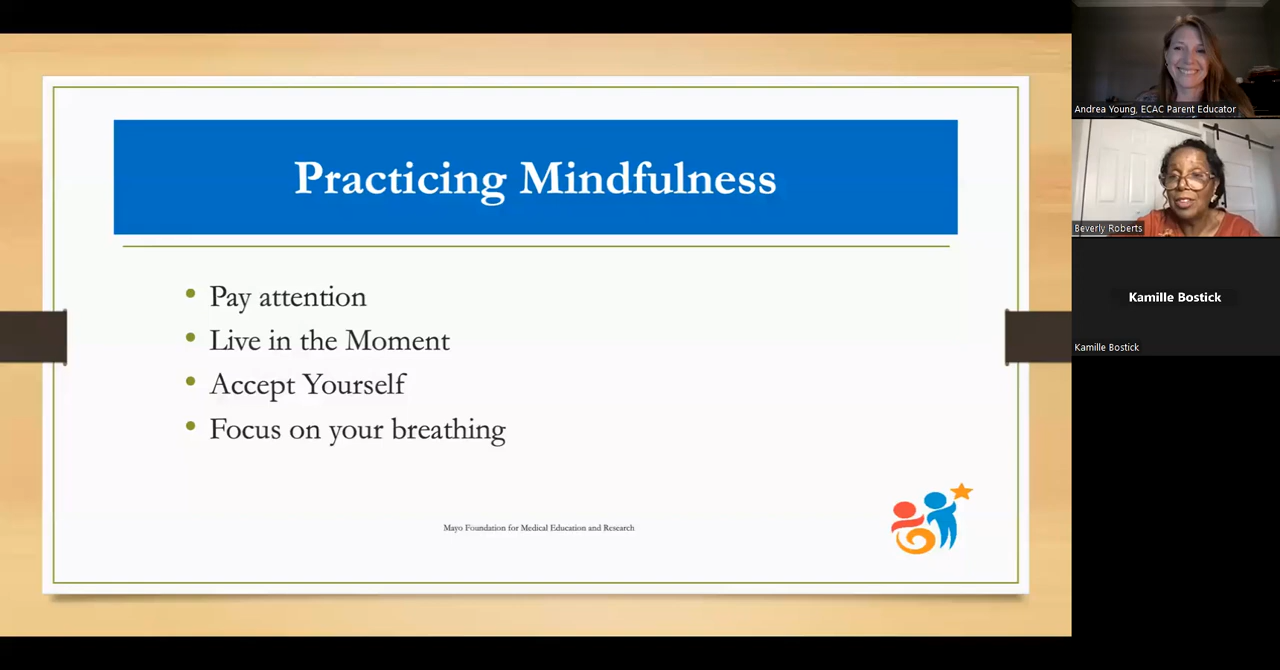 Practicing Mindfulness
• Pay attention
• Live in the Moment
• Accept Yourself
• Focus on your breathing
Mayo Foundation for Medical Education and Research
Andrea Young, ECAC Parent Educator
Beverly Roberts
Kamille Bostick
Kamille Bostick